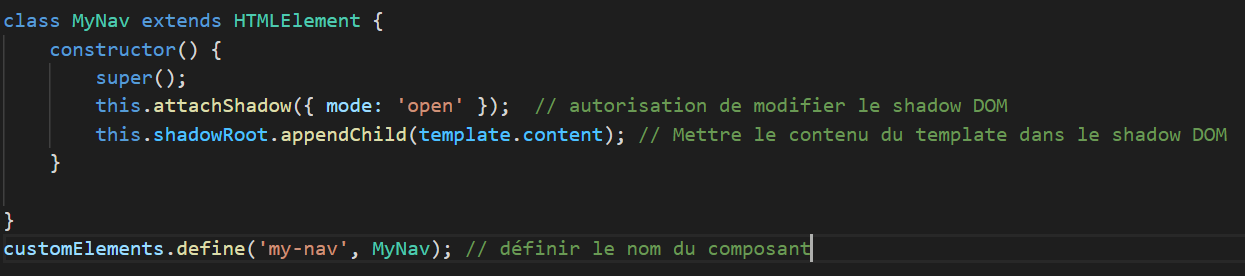 class MyNav extends HTMLElement {
constructor() {
super();
this.attachShadow({ mode: 'open' }); // autorisation de modifier le shadow DOM
this.shadowRoot.appendChild(template.content); // Mettre le contenu du template dans le shadow DOM
}
}
customElements.define('my-nav', MyNav); // définir le nom du composant